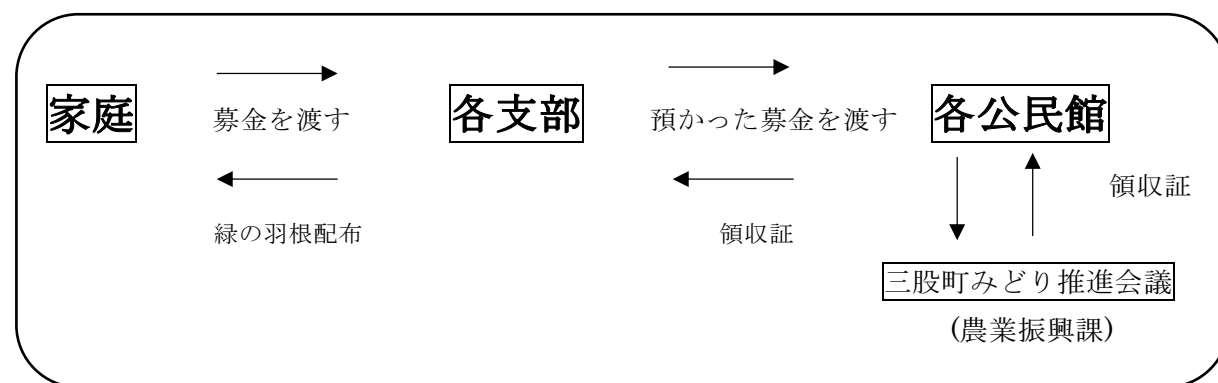 家庭
募金を渡す
各支部
預かった募金を渡す
各公民館
緑の羽根配布
領収証
領収証
三股町みどり推進会議
(農業振興課)